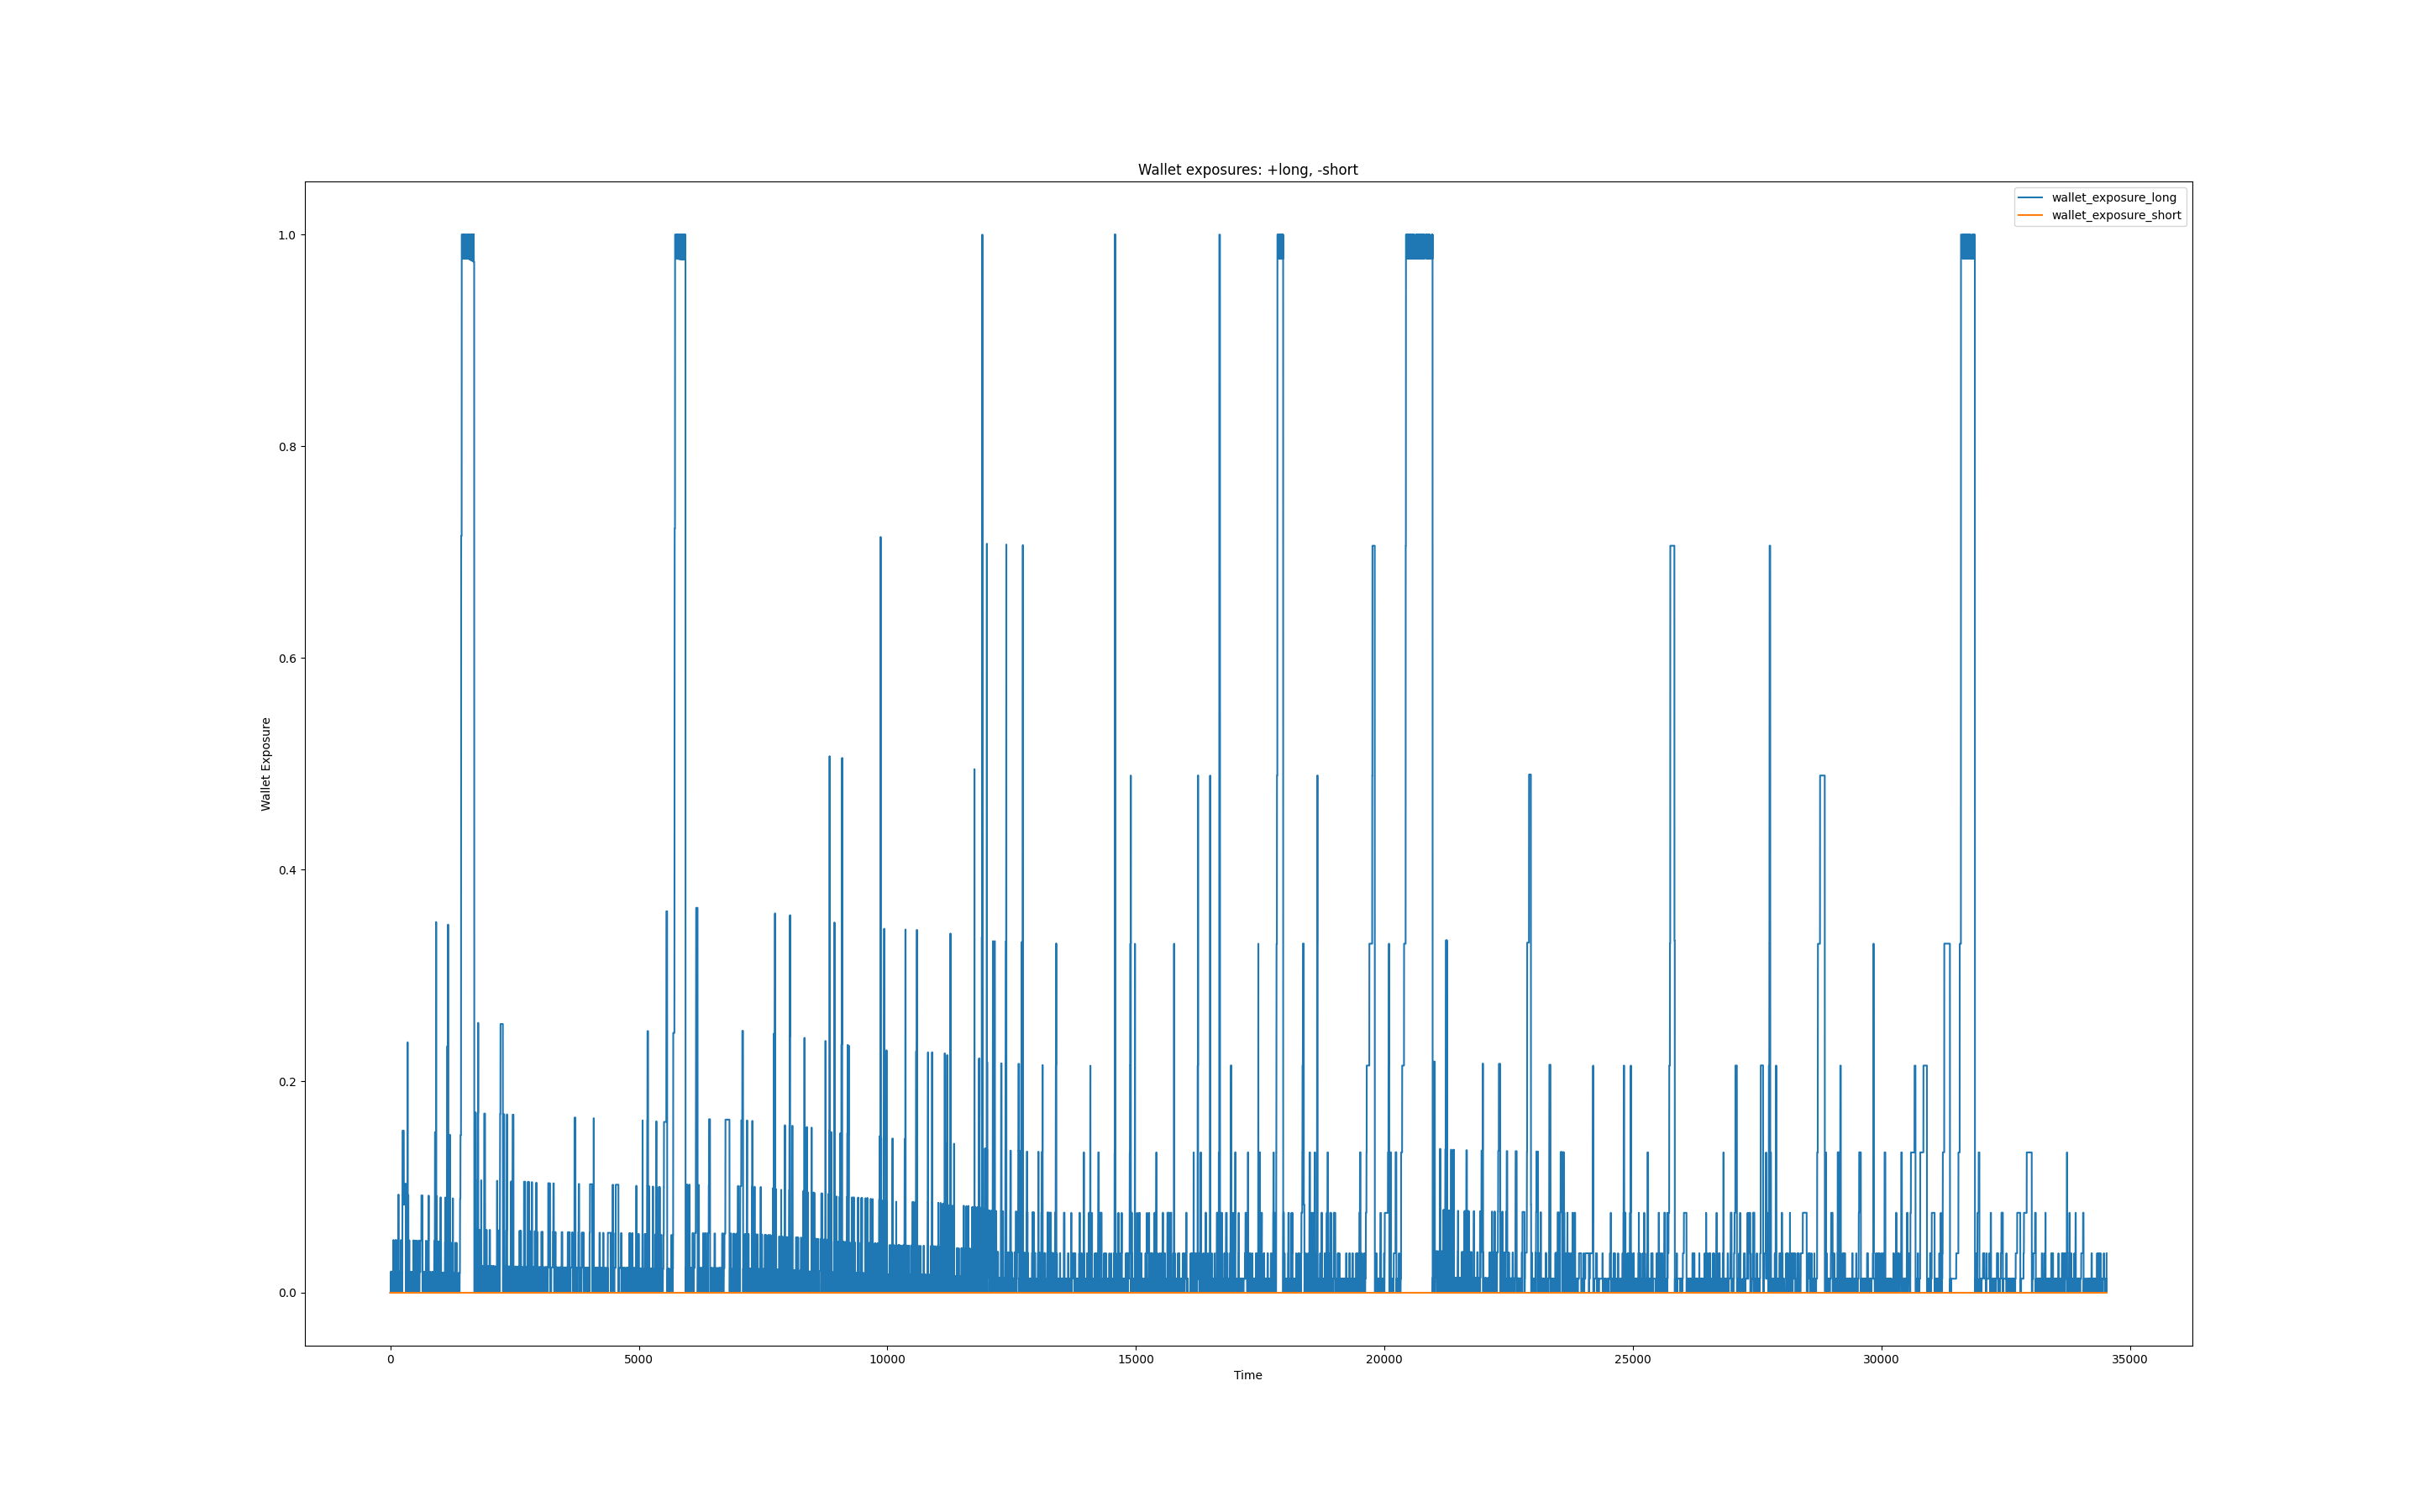 Wallet exposures: +long, -short
wallet_exposure_long
wallet_exposure_short
1.0
0.8
0.6
0.4
0.2
0.0
Wallet Exposure
0 5000 10000 15000 20000 25000 30000 35000
Time